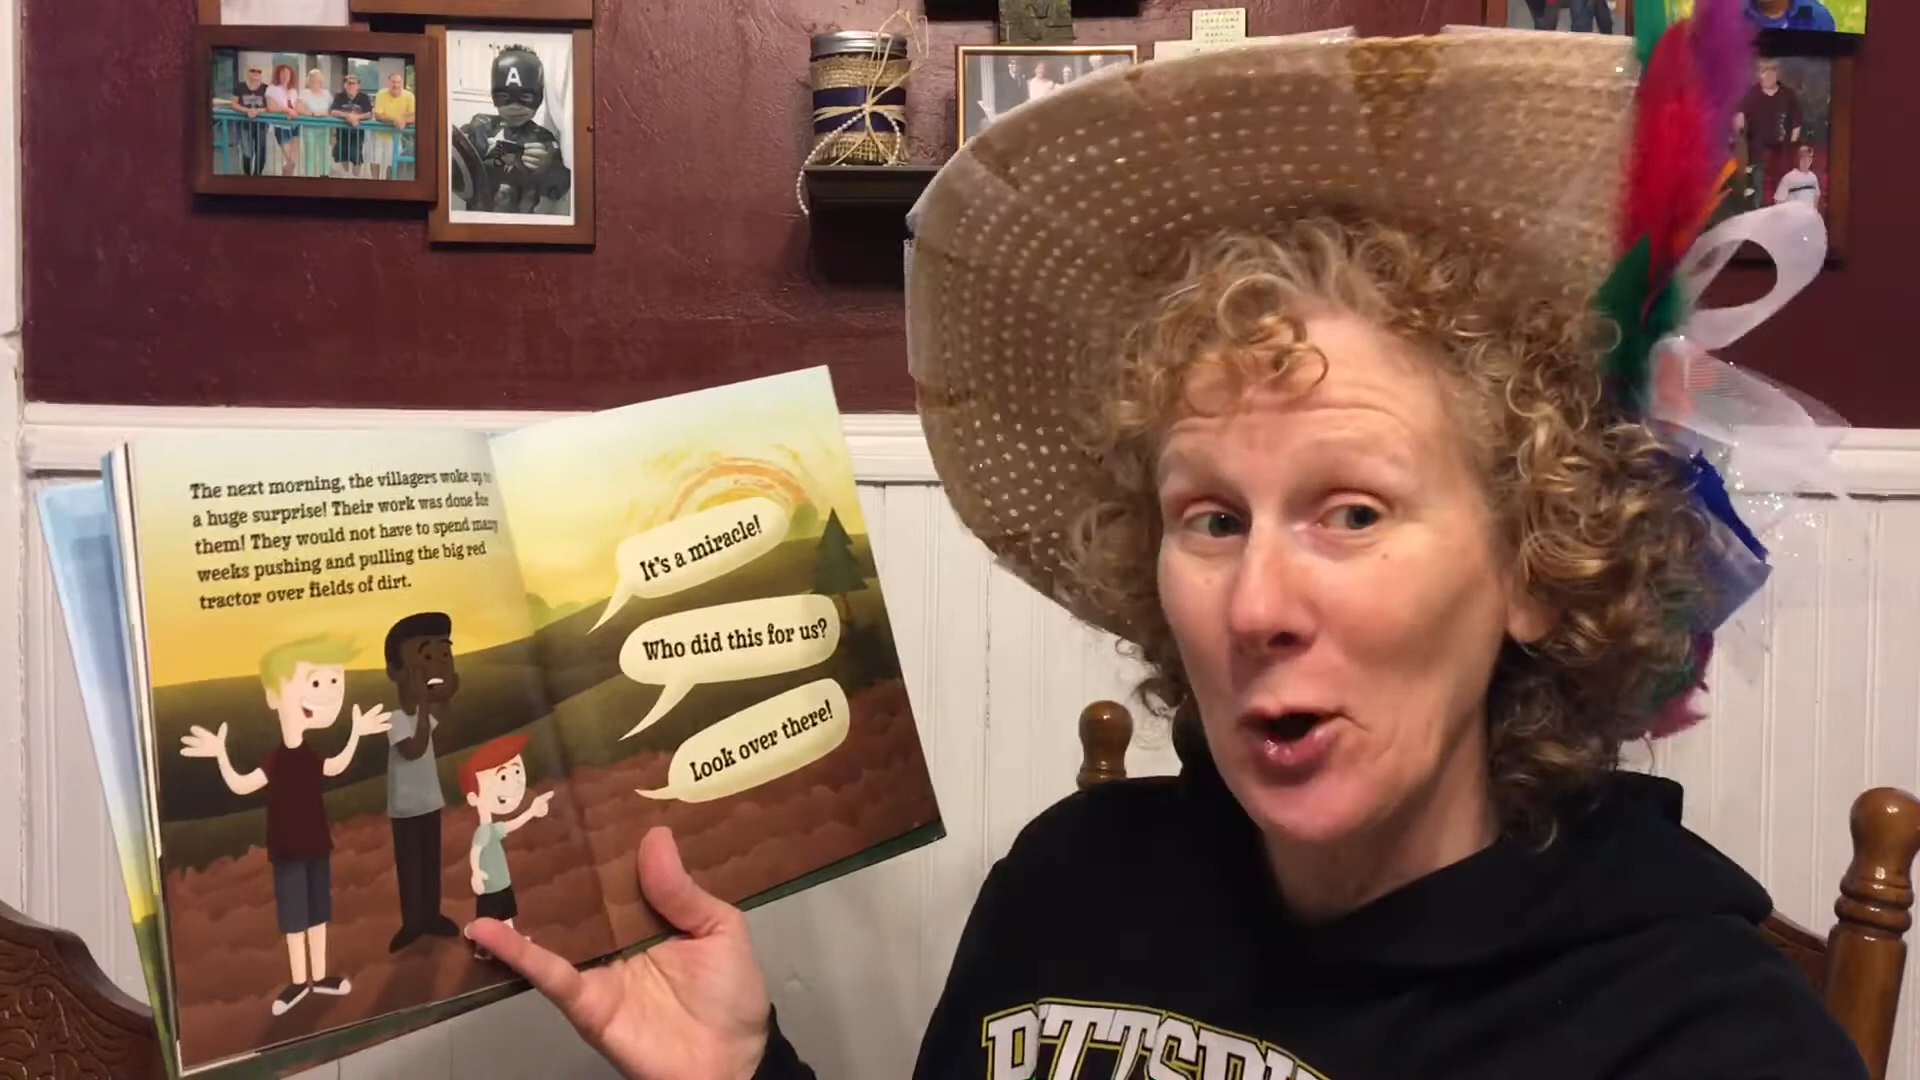 The next morning, the villagers woke up to
a huge surprise! Their work was done for
them! They would not have to spend many
weeks pushing and pulling the big red
tractor over fields of dirt.
It's a miracle!
Who did this for us?
Look over there!
A